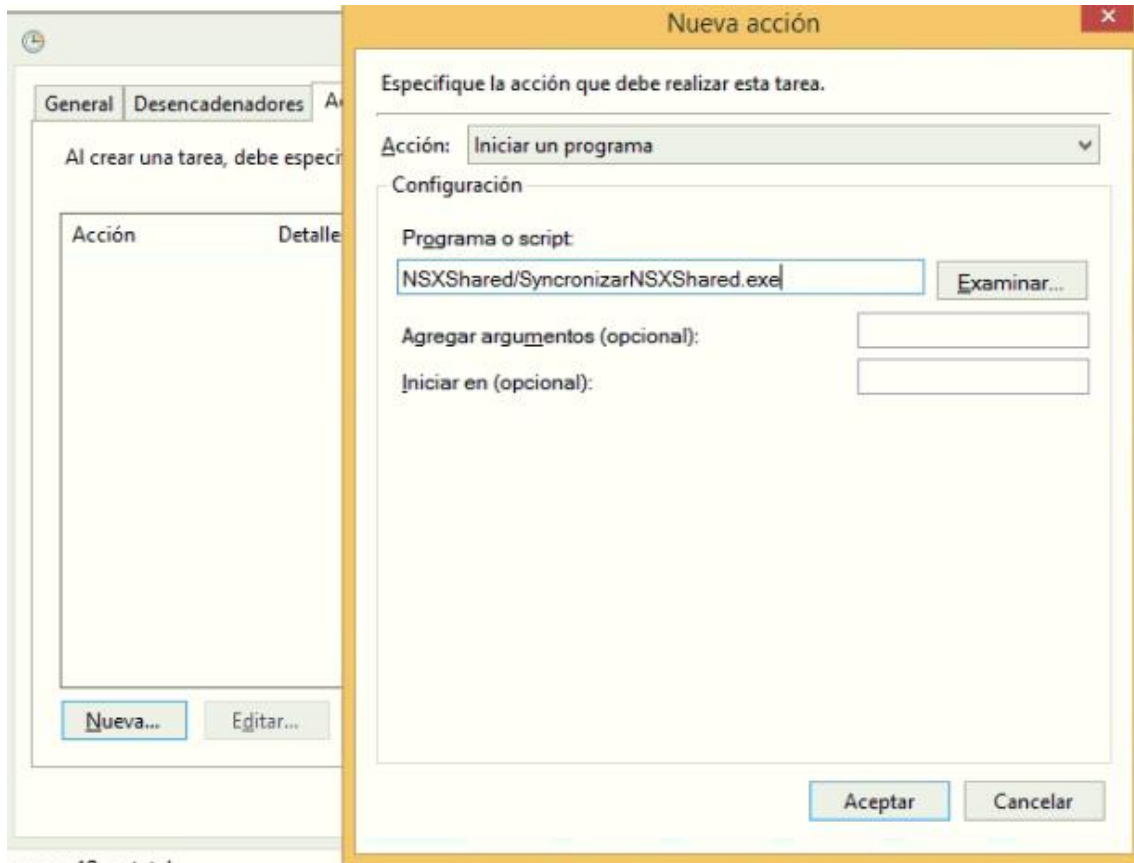 Nueva acción
General
Desencadenadores
Al crear una tarea, debe
Acción
Detalle
Nueva...
Editar...
Especifique la acción que debe realizar esta tarea.
Acción: Iniciar un programa
Configuración
Programa o script:
NSXShared/SyncronizarNSXShared.exe
Examinar...
Agregar argumentos (opcional):
Iniciar en (opcional):
Aceptar
Cancelar